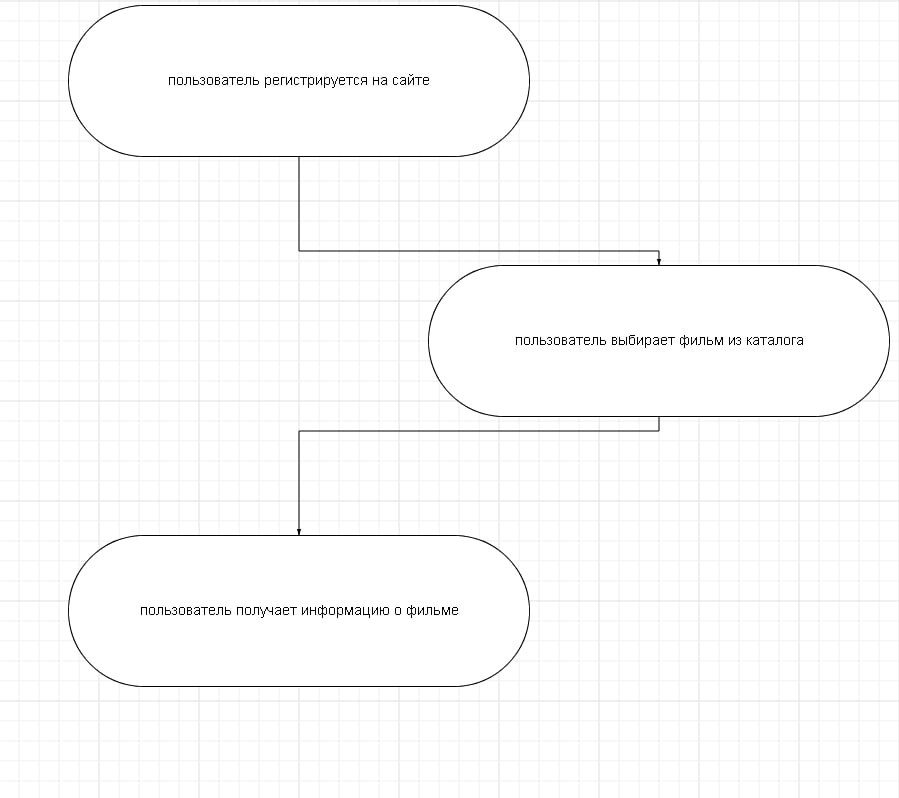 пользователь регистрируется на сайте
пользователь выбирает фильм из каталога
пользователь получает информацию о фильме